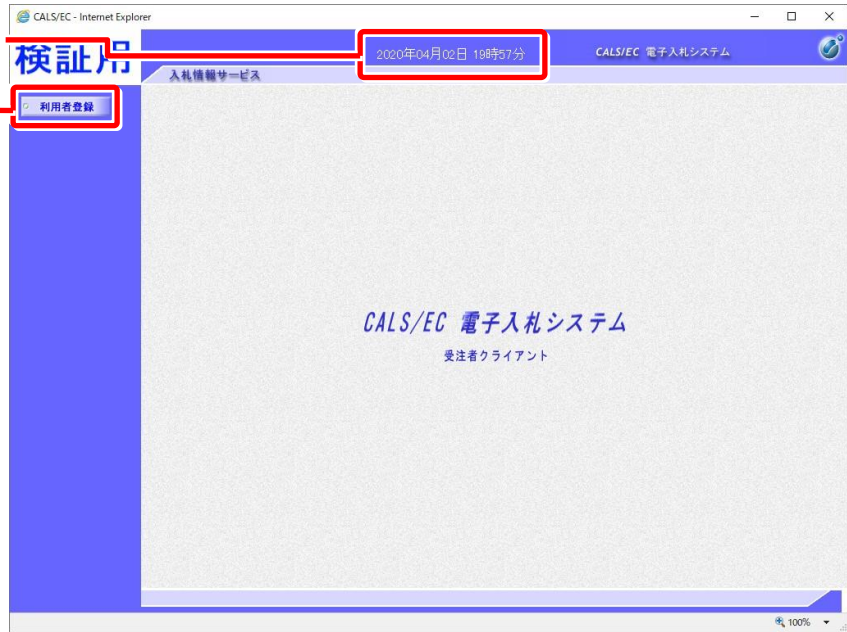 CALS/EC - Internet Explorer
検証用
2020年04月02日 19時57分
CALS/EC 電子入札システム
入札情報サービス
利用者登録
CALS/EC 電子入札システム
受注者クライアント
100%